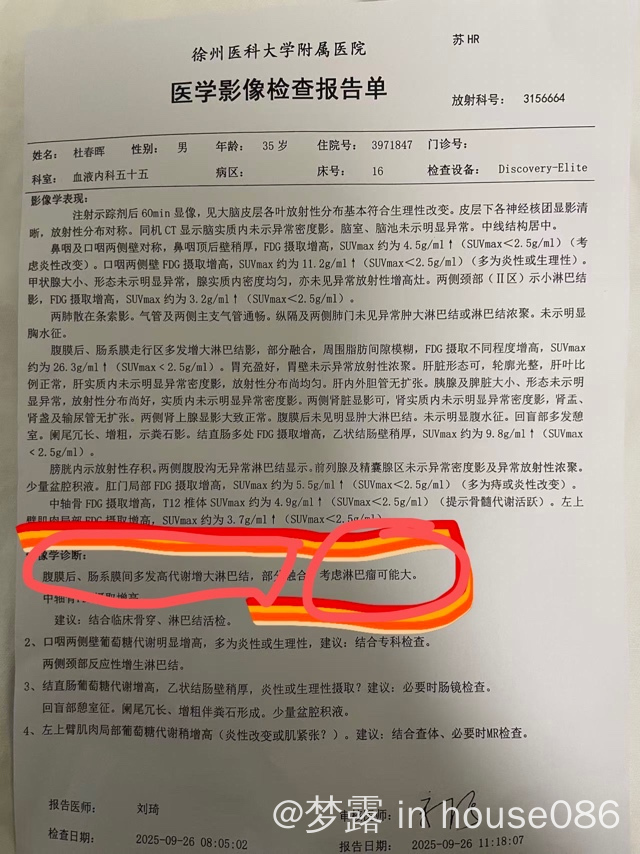 苏HR
徐州医科大学附属医院
医学影像检查报告单
放射科号： 3156664
姓名： 杜春晖 性别： 男 年龄： 35岁 住院号： 3971847 门诊号：
科室： 血液内科五十五 病区： 床号： 16 检查设备： Discovery-Elite
影像学表现：
注射示踪剂后60min显像，见大脑皮层各叶放射性分布基本符合生理性改变。皮层下各神经核团显影清
晰，放射性分布对称。同机CT显示脑实质内未示异常密度影。脑室、脑池未示明显异常。中线结构居中。
鼻咽及口咽两侧壁对称，鼻咽顶后壁稍厚，FDG摄取增高，SUVmax约为4.5g/ml↑（SUVmax＜2.5g/ml）（考
虑炎性改变）。口咽两侧壁FDG摄取增高，SUVmax约为11.2g/ml↑（SUVmax＜2.5g/ml）（多为炎性或生理性）。
甲状腺大小、形态未示明显异常，腺实质内密度均匀，亦未见异常放射性增高灶。两侧颈部（Ⅱ区）示小淋巴结
影，FDG摄取增高，SUVmax约为3.2g/ml↑（SUVmax＜2.5g/ml）。
两肺散在条索影。气管及两侧主支气管通畅。纵隔及两侧肺门未见异常肿大淋巴结或淋巴结浓聚。未示明显
胸水征。
腹膜后、肠系膜走行区多发增大淋巴结影，部分融合，周围脂肪间隙模糊，FDG摄取不同程度增高，SUVmax
约为26.3g/ml↑（SUVmax＜2.5g/ml）。胃充盈好，胃壁未示异常放射性浓聚。肝脏形态可，轮廓光整，肝叶比
例正常，肝实质内未示明显异常密度影，放射性分布尚均匀。肝内外胆管无扩张。胰腺及脾脏大小、形态未示明
显异常，放射性分布尚好，实质内未示明显异常密度影。两侧肾脏显影可，肾实质内未示明显异常密度影，肾盂、
肾盏及输尿管无扩张。两侧肾上腺显影大致正常。腹膜后未见明显肿大淋巴结。未示明显腹水征。回盲部多发憩
室。阑尾冗长、增粗，示粪石影。结直肠多处FDG摄取增高，乙状结肠壁稍厚，SUVmax约为9.8g/ml↑（SUVmax
＜2.5g/ml）。
膀胱内示放射性存积。两侧腹股沟无异常淋巴结显示。前列腺及精囊腺区未示异常密度影及异常放射性浓聚。
少量盆腔积液。肛门局部FDG摄取增高，SUVmax约为5.5g/ml↑（SUVmax＜2.5g/ml）（多为痔或炎性改变）。
中轴骨FDG摄取增高，T12椎体SUVmax约为4.9g/ml↑（SUVmax＜2.5g/ml）（提示骨髓代谢活跃）。左上
臂肌肉局部FDG摄取增高，SUVmax约为3.7g/ml↑（SUVmax＜2.5g/ml
像学诊断：
腹膜后、肠系膜间多发高代谢增大淋巴结，部分融合，考虑淋巴瘤可能大。
中轴骨 摄取增高
建议：结合临床骨穿、淋巴结活检。
2、口咽两侧壁葡萄糖代谢明显增高，多为炎性或生理性，建议：结合专科检查。
两侧颈部反应性增生淋巴结。
3、结直肠葡萄糖代谢增高，乙状结肠壁稍厚，炎性或生理性摄取？建议：必要时肠镜检查。
回盲部憩室征。阑尾冗长、增粗伴粪石形成。少量盆腔积液。
4、左上臂肌肉局部葡萄糖代谢稍增高（炎性改变或肌紧张？）。建议：结合查体、必要时MR检查。
报告医师： 刘琦 医师：
检查日期： 2025-09-26 08:05:02 报告日期： 2025-09-26 11:18:07
@梦露 in house086